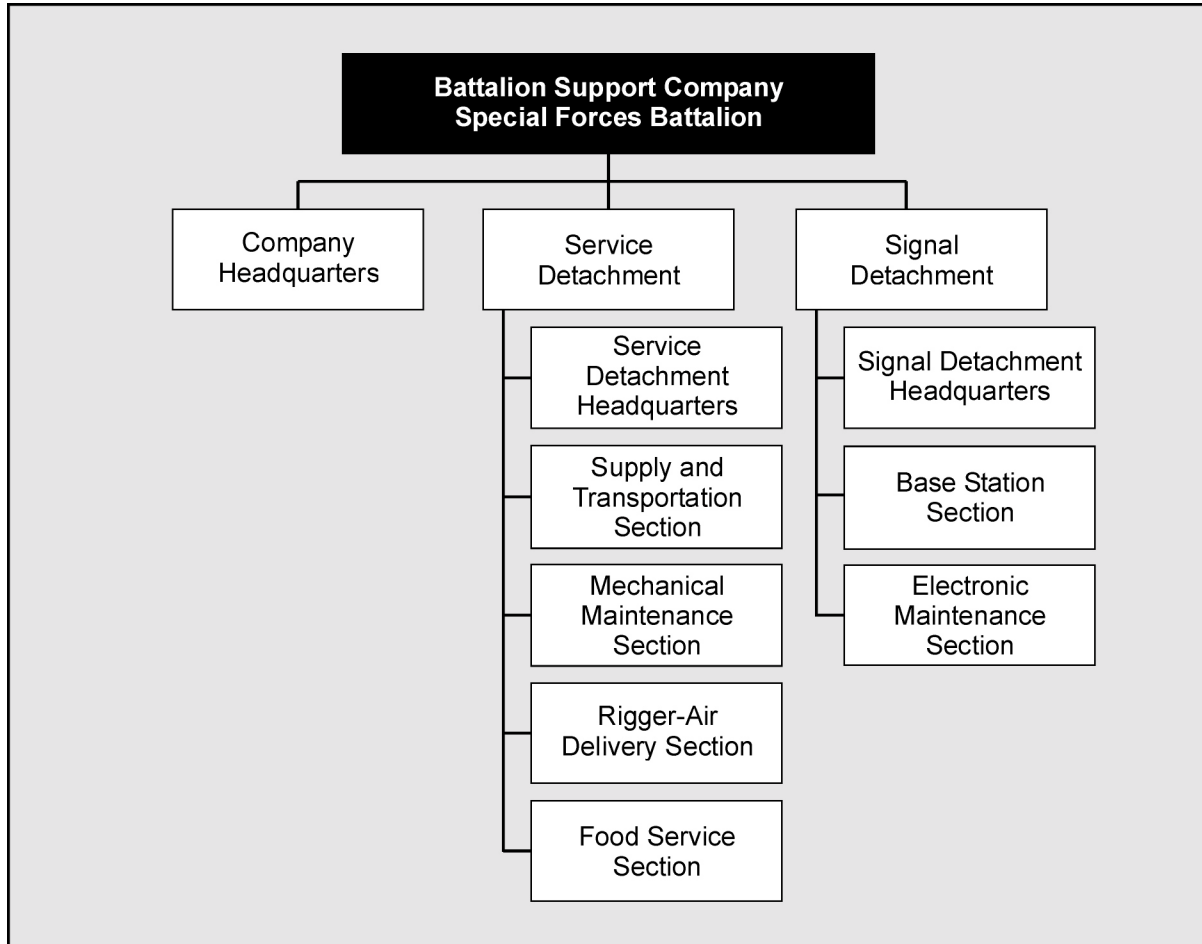 Battalion Support Company
Special Forces Battalion
Company
Headquarters
Service
Detachment
Signal
Detachment
Service
Detachment
Headquarters
Supply and
Transportation
Section
Mechanical
Maintenance
Section
Rigger-Air
Delivery Section
Food Service
Section
Signal Detachment
Headquarters
Base Station
Section
Electronic
Maintenance
Section